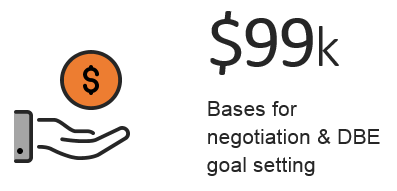 $
$99k
Bases for
negotiation & DBE
goal setting